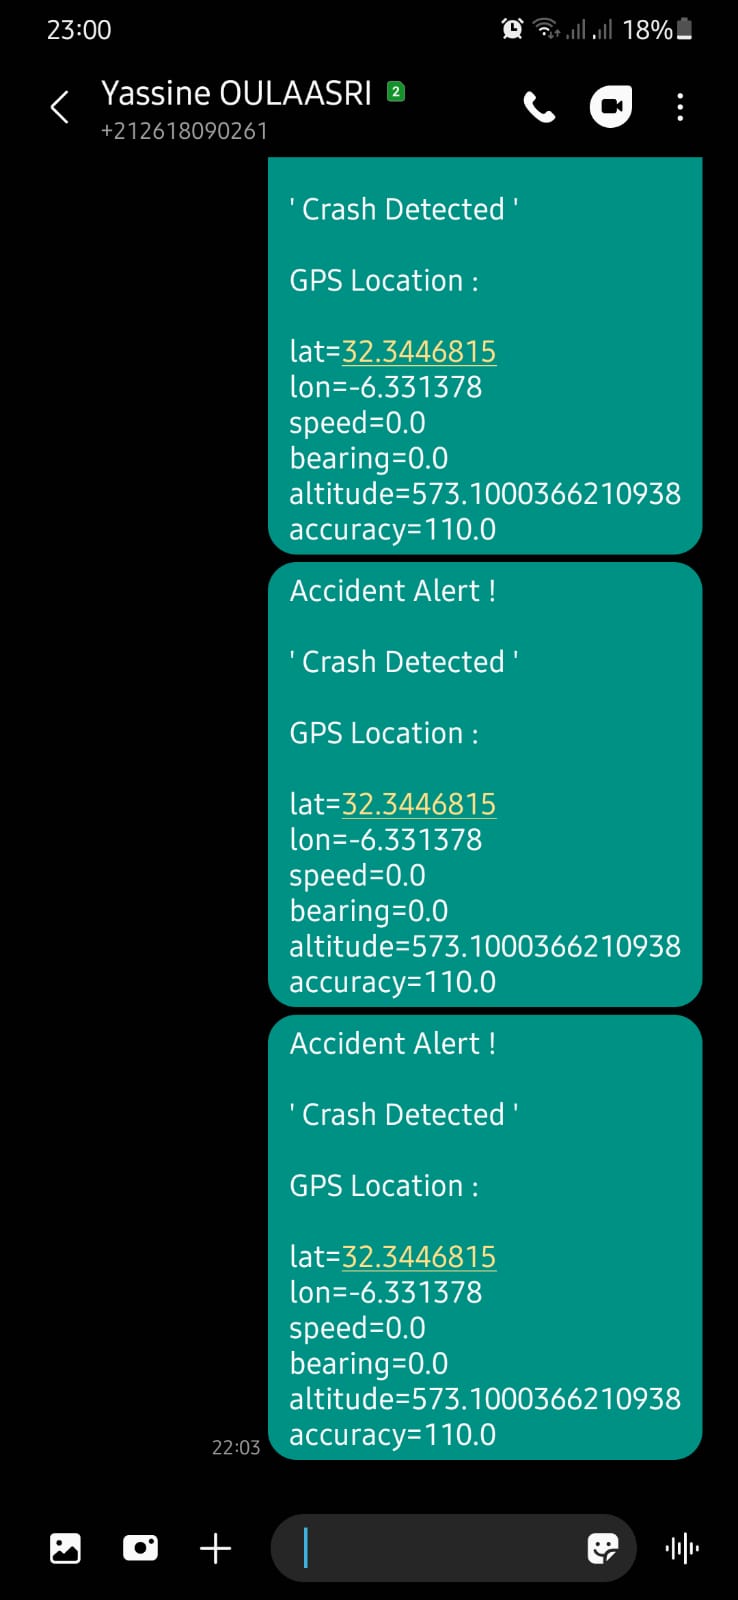 23:00
18%
Yassine OULAASRI 2
+212618090261
' Crash Detected '
GPS Location :
lat=32.3446815
lon=-6.331378
speed=0.0
bearing=0.0
altitude=573.1000366210938
accuracy=110.0
Accident Alert !
' Crash Detected '
GPS Location :
lat=32.3446815
lon=-6.331378
speed=0.0
bearing=0.0
altitude=573.1000366210938
accuracy=110.0
Accident Alert !
' Crash Detected '
GPS Location :
lat=32.3446815
lon=-6.331378
speed=0.0
bearing=0.0
altitude=573.1000366210938
accuracy=110.0
22:03